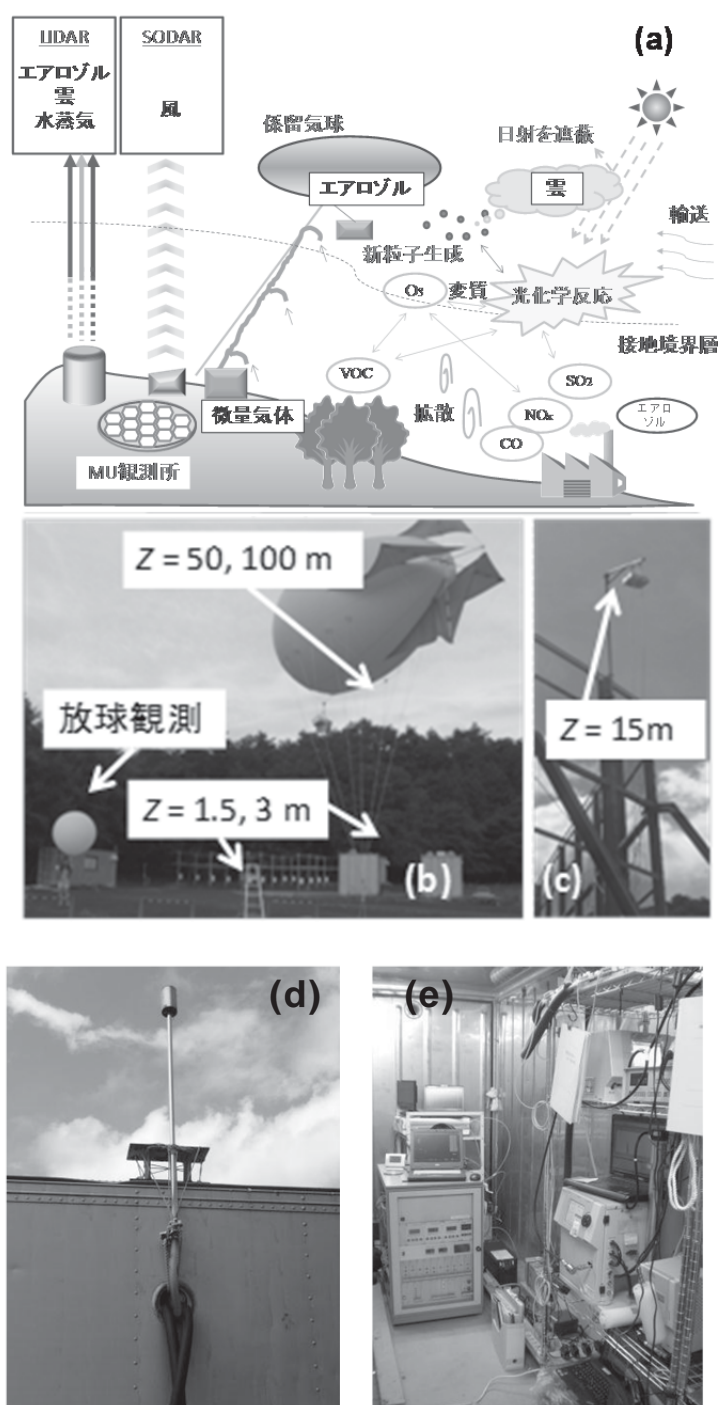 LIDAR
エアロゾル
雲
水蒸気
SODAR
風
(a)
係留気球
エアロゾル
日射を遮蔽
雲
輸送
新粒子生成
O3
変質
光化学反応
接地境界層
VOC
SO2
拡散
NOx
CO
エアロ
ゾル
微量気体
MU観測所
Z = 50, 100 m
放球観測
Z = 1.5, 3 m
(b)
Z = 15m
(c)
(d)
(e)